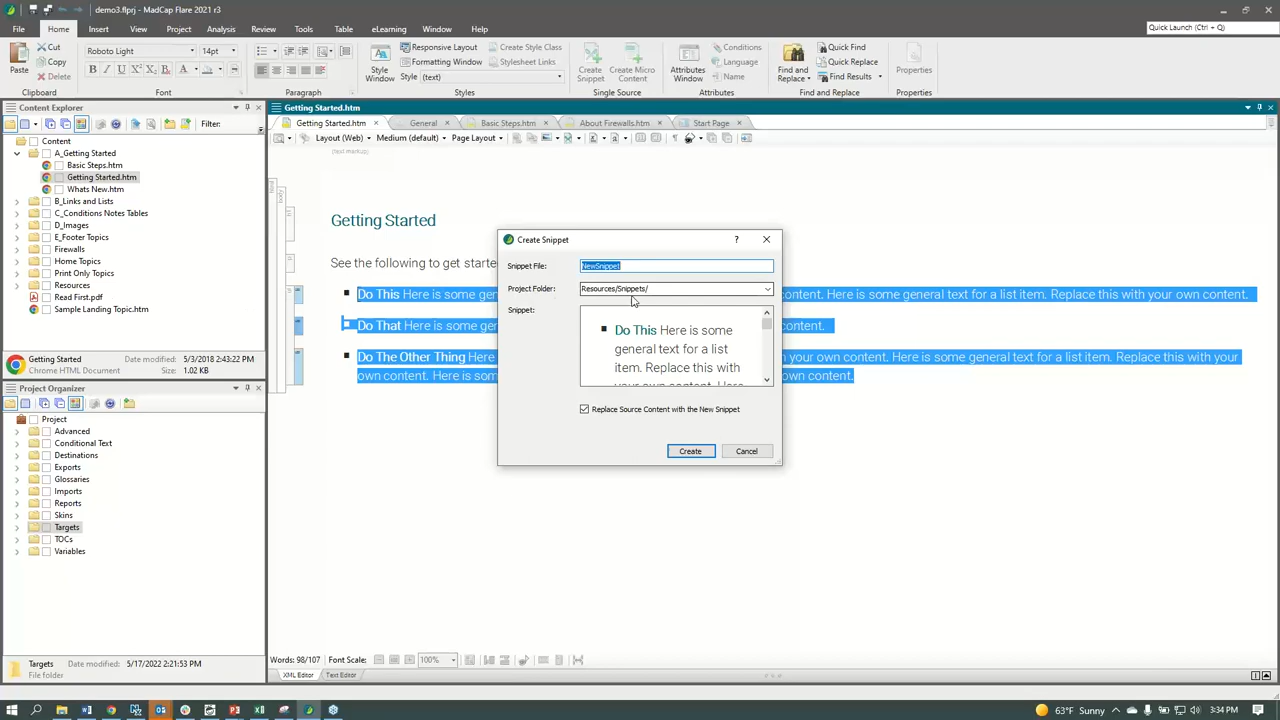 demo3.flprj - MadCap Flare 2021 r3
File Home Insert View Project Analysis Review Tools Table eLearning Window Help
Quick Launch (Ctrl + Q)
Paste
Cut
Copy
Delete
Clipboard
Roboto Light 14pt
B I U X₂ X² A
Font
Paragraph
Style Window
Responsive Layout
Formatting Window
Style (text)
Create Style Class
Stylesheet Links
Styles
Create Snippet
Create Micro Content
Single Source
Attributes Window
Conditions
Language
Name
Attributes
Find and Replace
Quick Find
Quick Replace
Find Results
Find and Replace
Properties
Properties
Content Explorer
Filter:
Content
A_Getting Started
Basic Steps.htm
Getting Started.htm
Whats New.htm
B_Links and Lists
C_Conditions Notes Tables
D_Images
E_Footer Topics
Firewalls
Home Topics
Print Only Topics
Resources
Read First.pdf
Sample Landing Topic.htm
Getting Started Date modified: 5/3/2018 2:43:22 PM
Chrome HTML Document Size: 1.02 KB
Project Organizer
Project
Advanced
Conditional Text
Destinations
Exports
Glossaries
Imports
Reports
Skins
Targets
TOCs
Variables
Targets Date modified: 5/17/2022 2:21:53 PM
File folder
Getting Started.htm
Getting Started.htm General Basic Steps.htm About Firewalls.htm Start Page
Layout (Web) Medium (default) Page Layout
html
body
Getting Started
See the following to get starte
Do This Here is some gen
ontent. Here is some general text for a list item. Replace this with your own content.
Do That Here is some gen
content.
Do The Other Thing Here
h your own content. Here is some general text for a list item. Replace this with your
own content. Here is som
own content.
Create Snippet ?
Snippet File: NewSnippet
Project Folder: Resources/Snippets/
Snippet:
Do This Here is some
general text for a list
item. Replace this with
your own content. Here
Replace Source Content with the New Snippet
Create Cancel
Words: 98/107 Font Scale: 100%
XML Editor Text Editor
63°F Sunny 3:34 PM